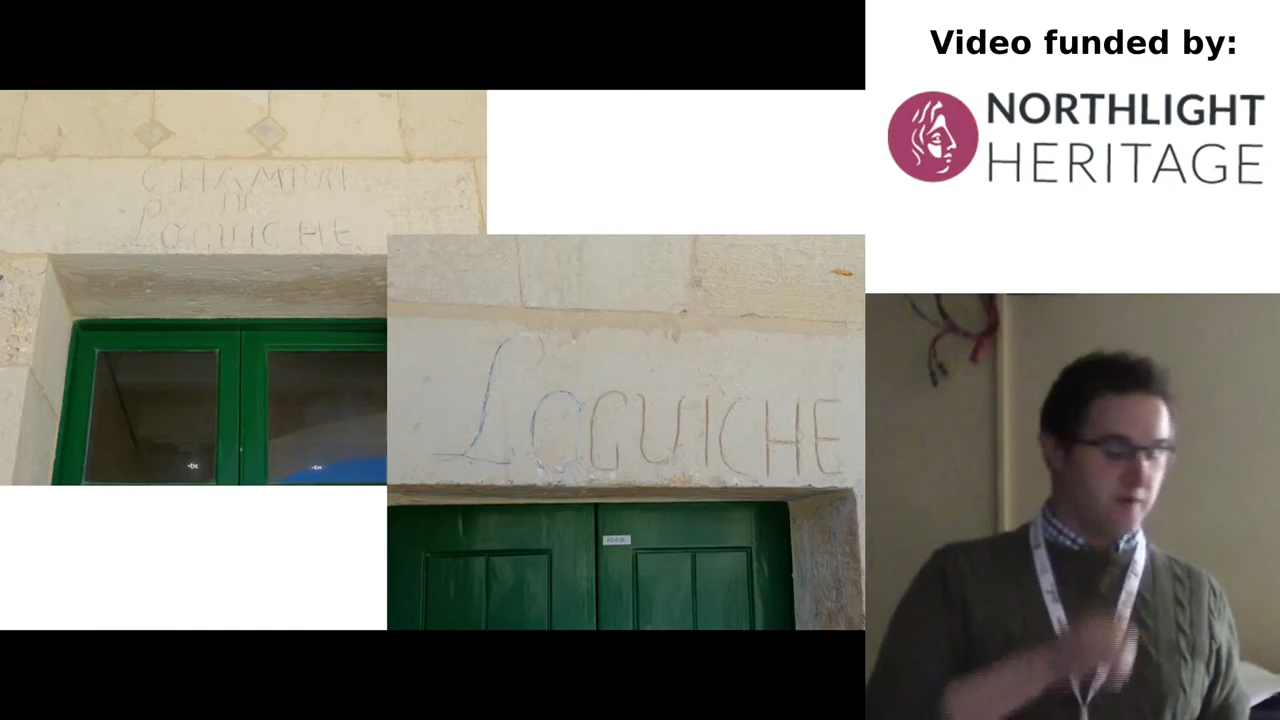 Video funded by:
NORTHLIGHT
HERITAGE
CHAMBRE
DE
LOGUICHE
LOGUICHE